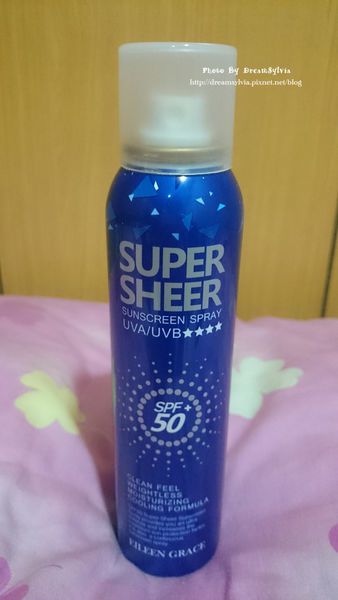 Photo By DreamSylvia
http://dreamsylvia.pixnet.net/blog
SUPER
SHEER
SUNSCREEN SPRAY
UVA/UVB★★★★
SPF +
50
CLEAN FEEL
WEIGHTLESS
MOISTURIZING
COOLING FORMULA
EILEEN GRACE